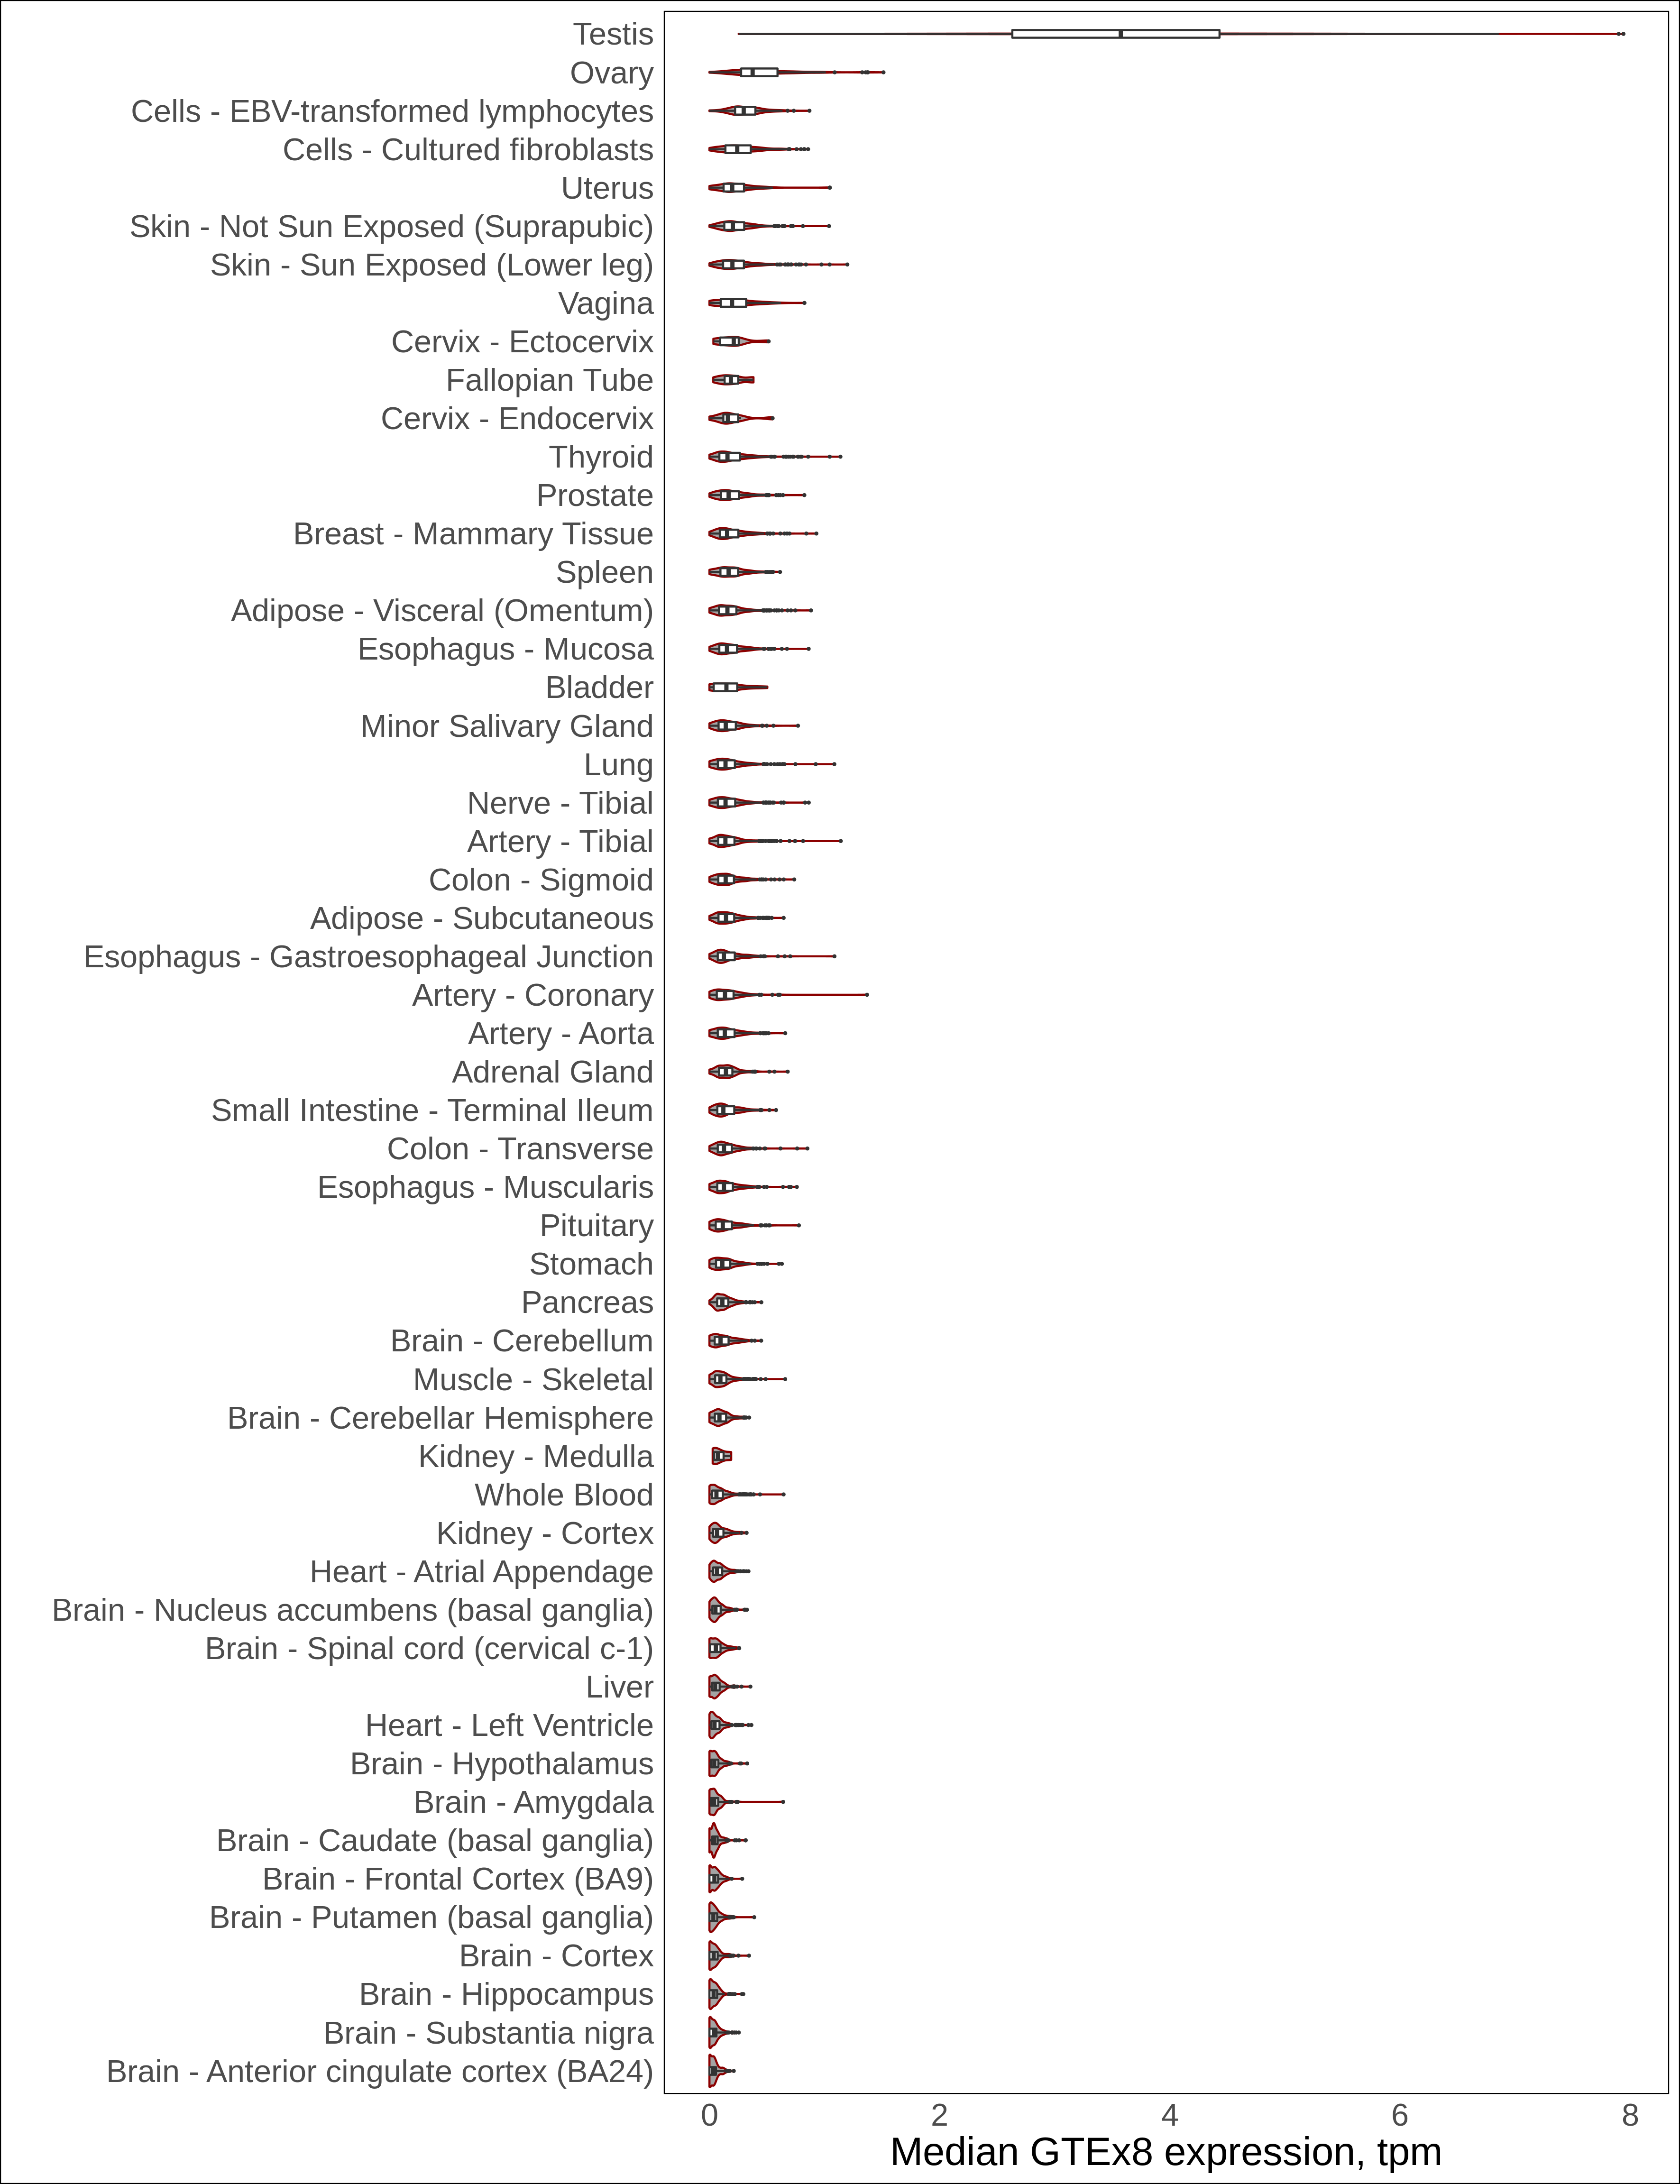 Testis
Ovary
Cells - EBV-transformed lymphocytes
Cells - Cultured fibroblasts
Uterus
Skin - Not Sun Exposed (Suprapubic)
Skin - Sun Exposed (Lower leg)
Vagina
Cervix - Ectocervix
Fallopian Tube
Cervix - Endocervix
Thyroid
Prostate
Breast - Mammary Tissue
Spleen
Adipose - Visceral (Omentum)
Esophagus - Mucosa
Bladder
Minor Salivary Gland
Lung
Nerve - Tibial
Artery - Tibial
Colon - Sigmoid
Adipose - Subcutaneous
Esophagus - Gastroesophageal Junction
Artery - Coronary
Artery - Aorta
Adrenal Gland
Small Intestine - Terminal Ileum
Colon - Transverse
Esophagus - Muscularis
Pituitary
Stomach
Pancreas
Brain - Cerebellum
Muscle - Skeletal
Brain - Cerebellar Hemisphere
Kidney - Medulla
Whole Blood
Kidney - Cortex
Heart - Atrial Appendage
Brain - Nucleus accumbens (basal ganglia)
Brain - Spinal cord (cervical c-1)
Liver
Heart - Left Ventricle
Brain - Hypothalamus
Brain - Amygdala
Brain - Caudate (basal ganglia)
Brain - Frontal Cortex (BA9)
Brain - Putamen (basal ganglia)
Brain - Cortex
Brain - Hippocampus
Brain - Substantia nigra
Brain - Anterior cingulate cortex (BA24)
0 2 4 6 8
Median GTEx8 expression, tpm